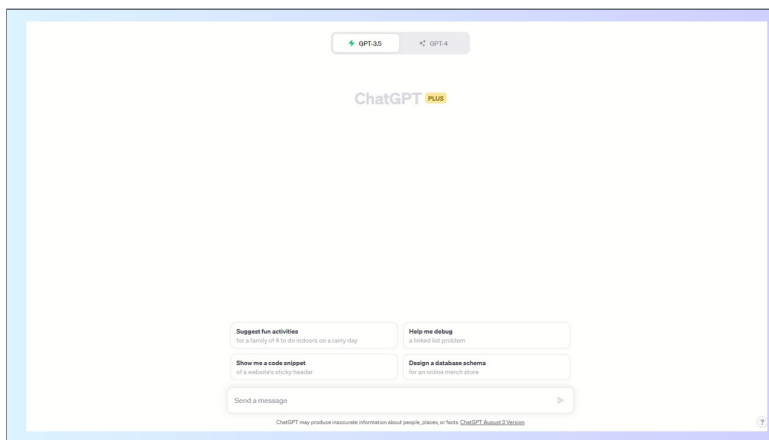 GPT-3.5
GPT-4
ChatGPT PLUS
Suggest fun activities
for a family of 4 to do indoors on a rainy day
Help me debug
a linked list problem
Show me a code snippet
of a website's sticky header
Design a database schema
for an online merch store
Send a message
ChatGPT may produce inaccurate information about people, places, or facts. ChatGPT August 3 Version
?